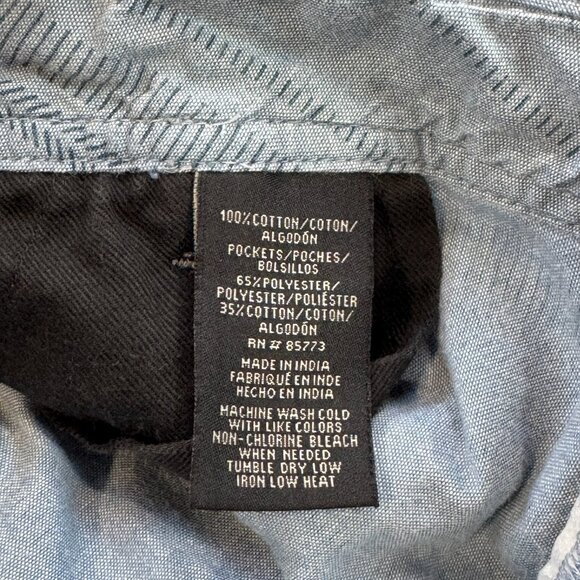 100% COTTON/COTON/
ALGODÓN
POCKETS/POCHES/
BOLSILLOS
65% POLYESTER/
POLYESTER/POLIÉSTER
35% COTTON/COTON/
ALGODÓN
RN # 85773
MADE IN INDIA
FABRIQUÉ EN INDE
HECHO EN INDIA
MACHINE WASH COLD
WITH LIKE COLORS
NON-CHLORINE BLEACH
WHEN NEEDED
TUMBLE DRY LOW
IRON LOW HEAT